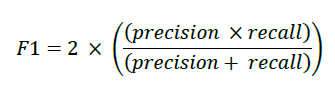 F1 = 2 × ((precision × recall) / (precision + recall))